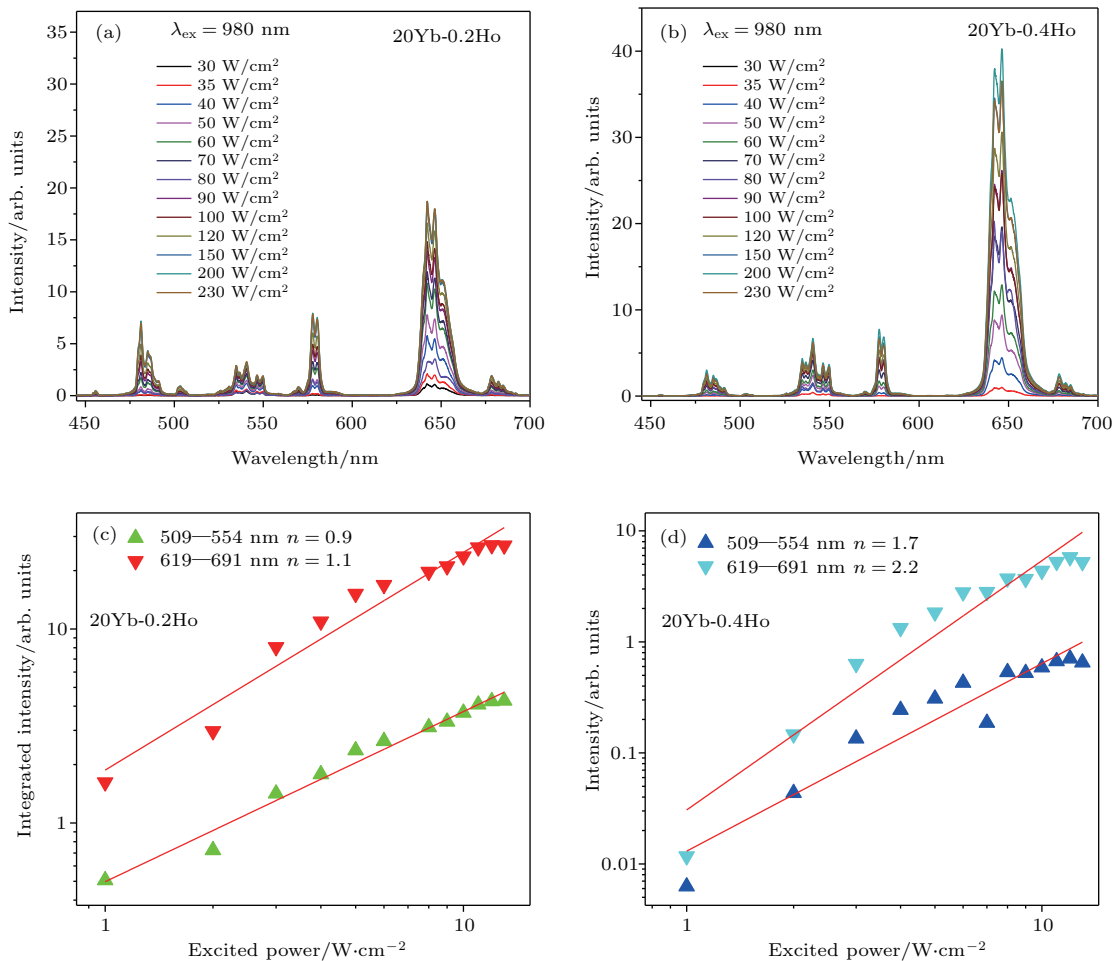 (a)
λex = 980 nm
20Yb-0.2Ho
30 W/cm²
35 W/cm²
40 W/cm²
50 W/cm²
60 W/cm²
70 W/cm²
80 W/cm²
90 W/cm²
100 W/cm²
120 W/cm²
150 W/cm²
200 W/cm²
230 W/cm²
35
30
25
20
15
10
5
0
Intensity/arb. units
450 500 550 600 650 700
Wavelength/nm
(b)
λex = 980 nm
20Yb-0.4Ho
30 W/cm²
35 W/cm²
40 W/cm²
50 W/cm²
60 W/cm²
70 W/cm²
80 W/cm²
90 W/cm²
100 W/cm²
120 W/cm²
150 W/cm²
200 W/cm²
230 W/cm²
40
30
20
10
0
Intensity/arb. units
450 500 550 600 650 700
Wavelength/nm
(c)
509—554 nm n = 0.9
619—691 nm n = 1.1
20Yb-0.2Ho
10
1
Integrated intensity/arb. units
1 10
Excited power/W·cm⁻²
(d)
509—554 nm n = 1.7
619—691 nm n = 2.2
20Yb-0.4Ho
10
1
0.1
0.01
Intensity/arb. units
1 10
Excited power/W·cm⁻²